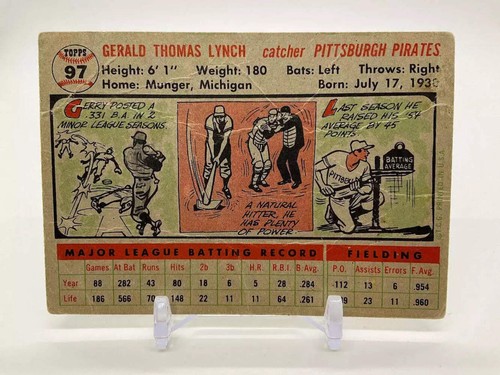 TOPPS
97
GERALD THOMAS LYNCH catcher PITTSBURGH PIRATES
Height: 6' 1" Weight: 180 Bats: Left Throws: Right
Home: Munger, Michigan Born: July 17, 1930
GERRY POSTED A
.331 B.A IN 2
MINOR LEAGUE SEASONS.
A NATURAL
HITTER, HE
HAS PLENTY
OF POWER
LAST SEASON HE
RAISED HIS '54
AVERAGE BY 45
POINTS.
BATTING
AVERAGE
MAJOR LEAGUE BATTING RECORD FIELDING
Games At Bat Runs Hits 2b 3b H.R. R.B.I. B.Avg. P.O. Assists Errors F.Avg.
Year 88 282 43 80 18 6 5 28 .284 112 13 6 .954
Life 186 566 70 148 22 11 11 64 .261 23 11 .960